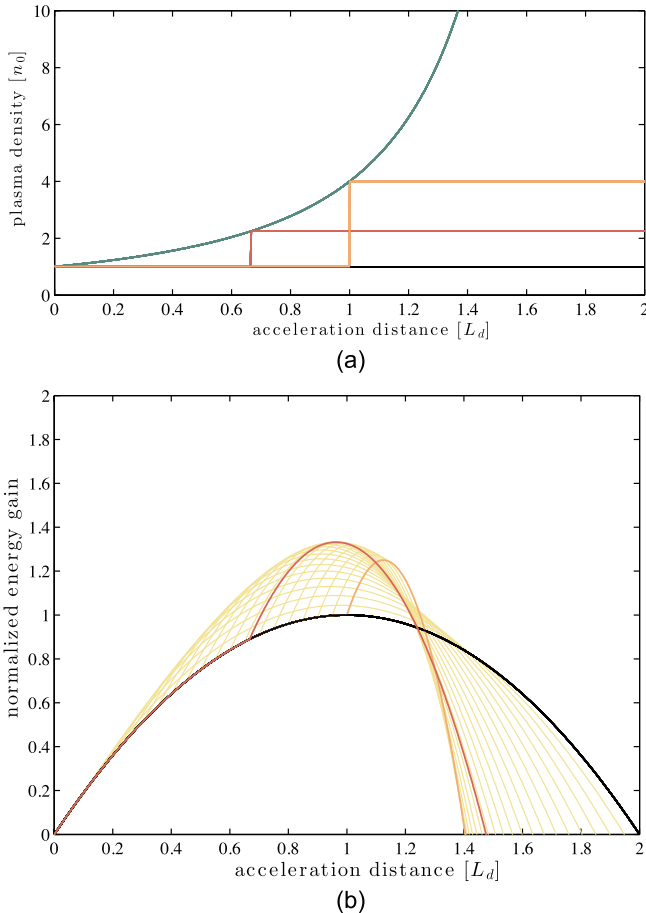 10
8
6
4
2
0
plasma density [n₀]
0 0.2 0.4 0.6 0.8 1 1.2 1.4 1.6 1.8 2
acceleration distance [L_d]
(a)
2
1.8
1.6
1.4
1.2
1
0.8
0.6
0.4
0.2
0
normalized energy gain
0 0.2 0.4 0.6 0.8 1 1.2 1.4 1.6 1.8 2
acceleration distance [L_d]
(b)